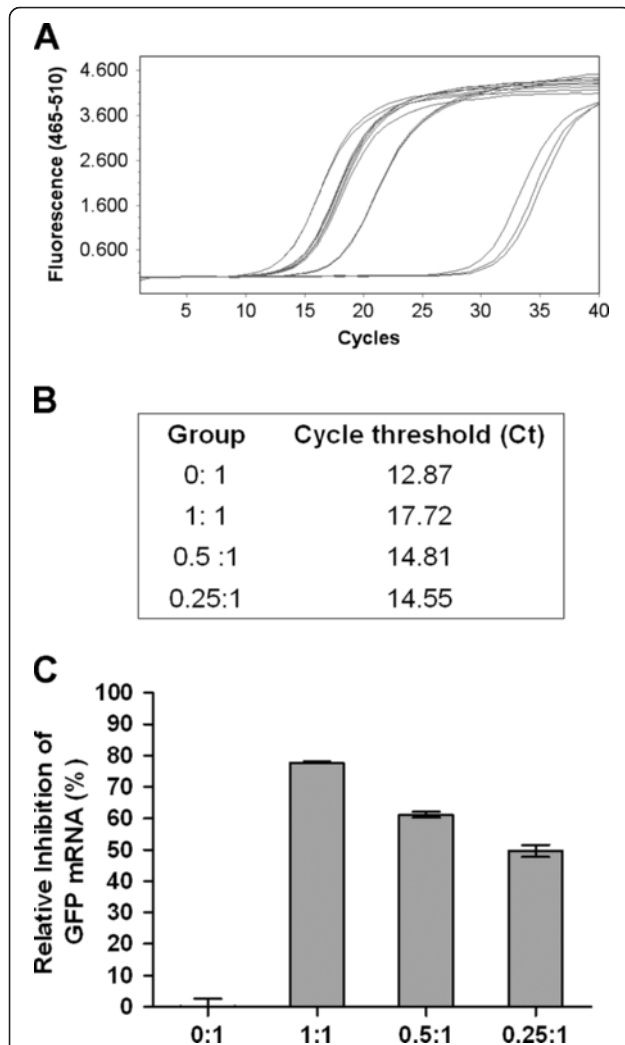 A
Fluorescence (465-510)
4.600
3.600
2.600
1.600
0.600
5 10 15 20 25 30 35 40
Cycles
B
Group Cycle threshold (Ct)
0: 1 12.87
1: 1 17.72
0.5 :1 14.81
0.25:1 14.55
C
Relative Inhibition of
GFP mRNA (%)
100
90
80
70
60
50
40
30
20
10
0
0:1 1:1 0.5:1 0.25:1